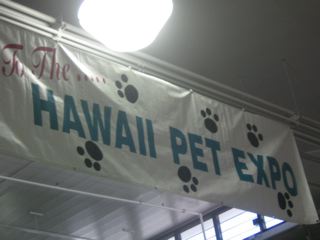 To The .....
HAWAII PET EXPO